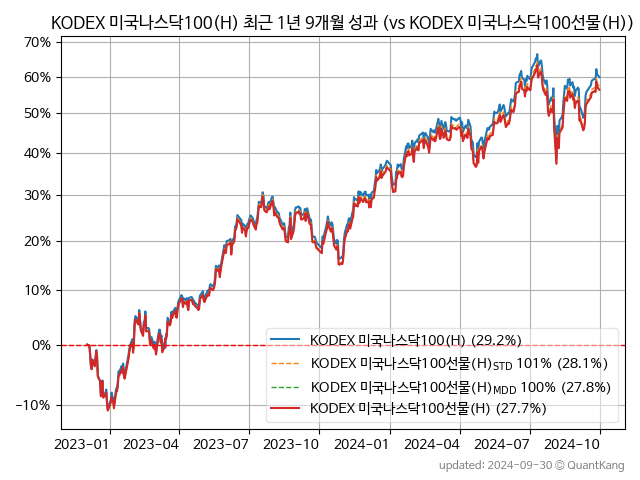 KODEX 미국나스닥100(H) 최근 1년 9개월 성과 (vs KODEX 미국나스닥100선물(H))
70%
60%
50%
40%
30%
20%
10%
0%
−10%
KODEX 미국나스닥100(H) (29.2%)
KODEX 미국나스닥100선물(H)STD 101% (28.1%)
KODEX 미국나스닥100선물(H)MDD 100% (27.8%)
KODEX 미국나스닥100선물(H) (27.7%)
2023-01 2023-04 2023-07 2023-10 2024-01 2024-04 2024-07 2024-10
updated: 2024-09-30 © QuantKang